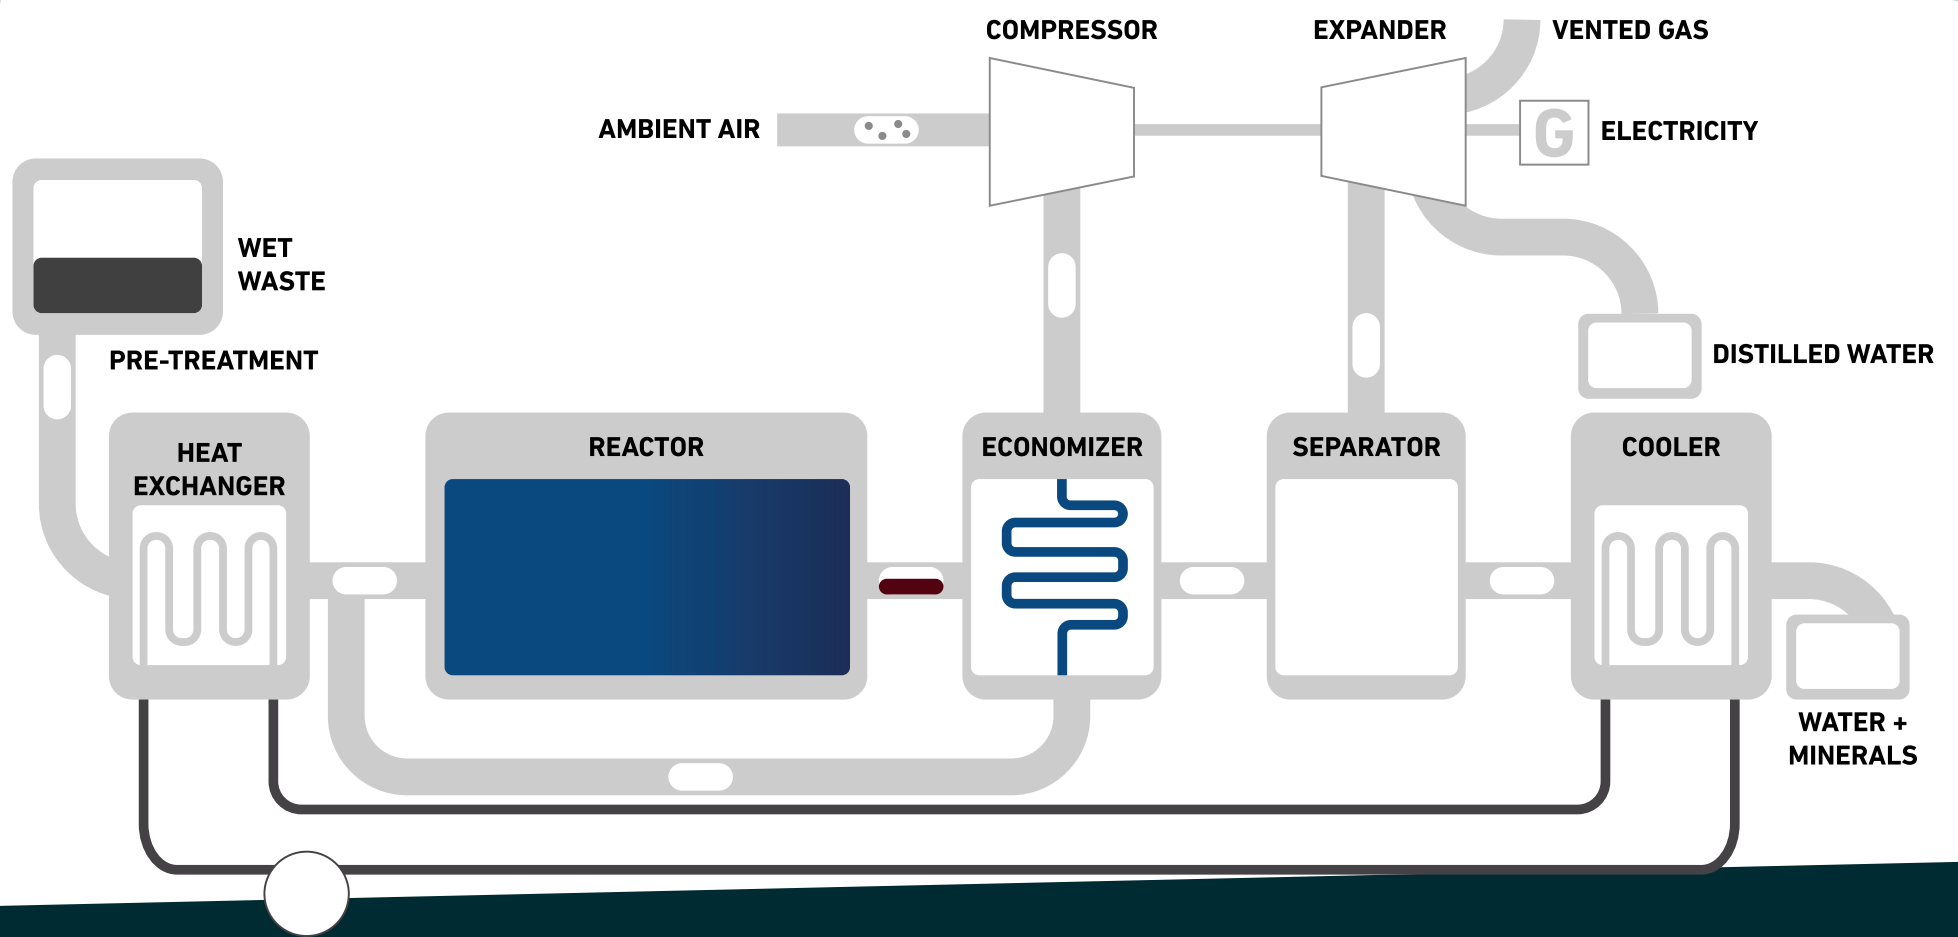 COMPRESSOR
EXPANDER
VENTED GAS
AMBIENT AIR
G
ELECTRICITY
WET
WASTE
PRE-TREATMENT
DISTILLED WATER
HEAT
EXCHANGER
REACTOR
ECONOMIZER
SEPARATOR
COOLER
WATER +
MINERALS